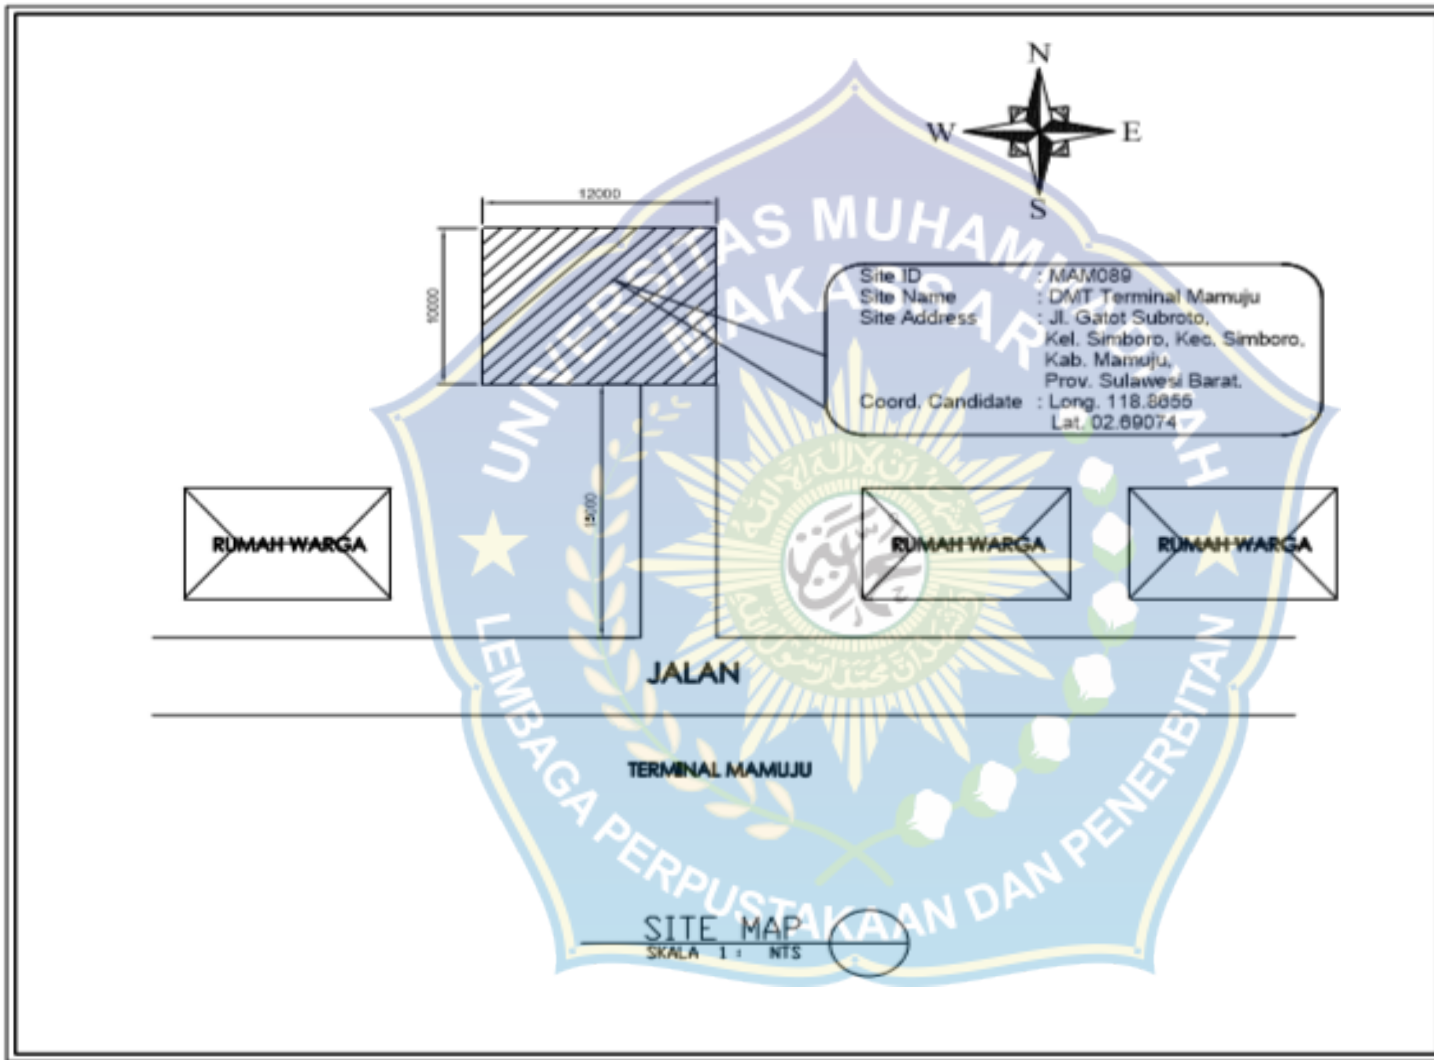 N
W E
S
12000
10000
Site ID : MAM089
Site Name : DMT Terminal Mamuju
Site Address : Jl. Gatot Subroto,
Kel. Simboro, Kec. Simboro,
Kab. Mamuju,
Prov. Sulawesi Barat.
Coord. Candidate : Long. 118.8655
Lat. 02.69074
15000
RUMAH WARGA
RUMAH WARGA
RUMAH WARGA
JALAN
TERMINAL MAMUJU
SITE MAP
SKALA 1 : NTS
UNIVERSITAS MUHAMMADIYAH
MAKASSAR
LEMBAGA PERPUSTAKAAN DAN PENERBITAN